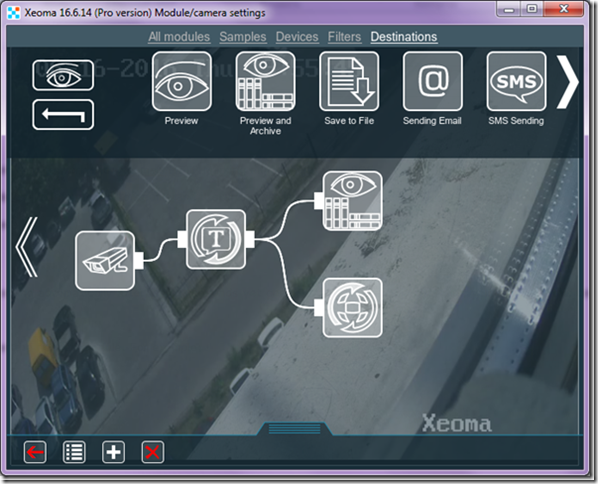 Xeoma 16.6.14 (Pro version) Module/camera settings
All modules Samples Devices Filters Destinations
@ SMS
Preview Preview and Archive Save to File Sending Email SMS Sending
T
Xeoma